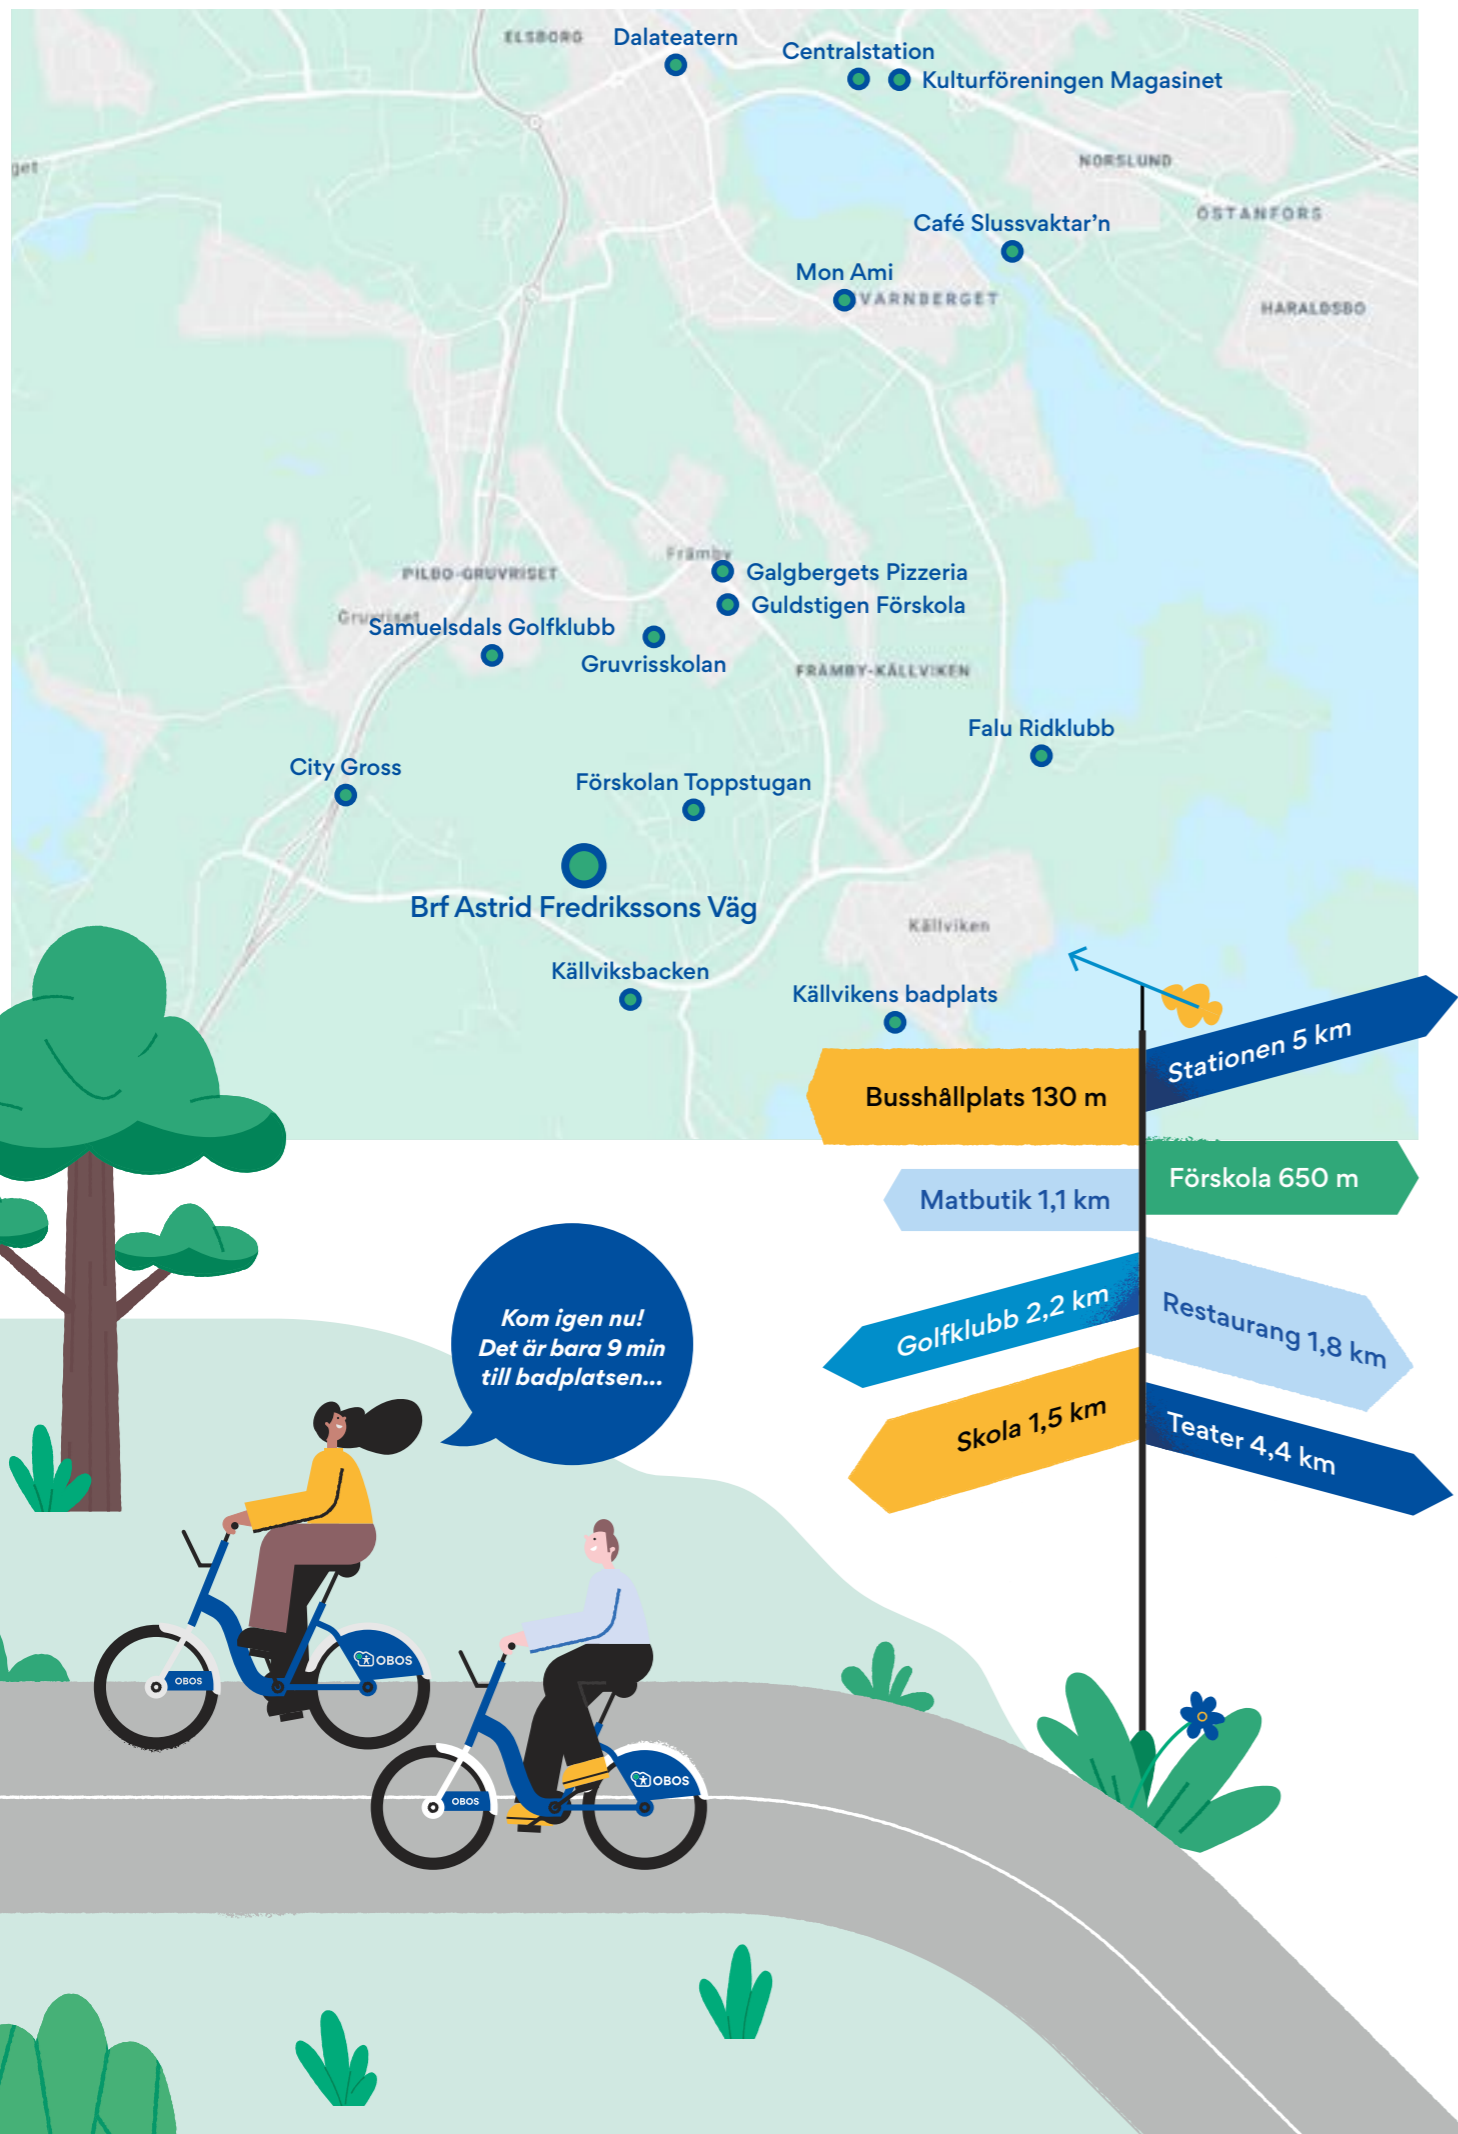 ELSBORG
Dalateatern
Centralstation
Kulturföreningen Magasinet
get
NORSLUND
ÖSTANFORS
Café Slussvaktar’n
Mon Ami
VARNBERGET
HARALDSBO
Främby
Galgbergets Pizzeria
PILBO-GRUVRISET
Guldstigen Förskola
Gruvriset
Samuelsdals Golfklubb
Gruvrisskolan
FRÄMBY-KÄLLVIKEN
Falu Ridklubb
City Gross
Förskolan Toppstugan
Brf Astrid Fredrikssons Väg
Källviken
Källviksbacken
Källvikens badplats
Stationen 5 km
Busshållplats 130 m
Förskola 650 m
Matbutik 1,1 km
Golfklubb 2,2 km
Restaurang 1,8 km
Skola 1,5 km
Teater 4,4 km
Kom igen nu!
Det är bara 9 min
till badplatsen...
OBOS
OBOS
OBOS
OBOS